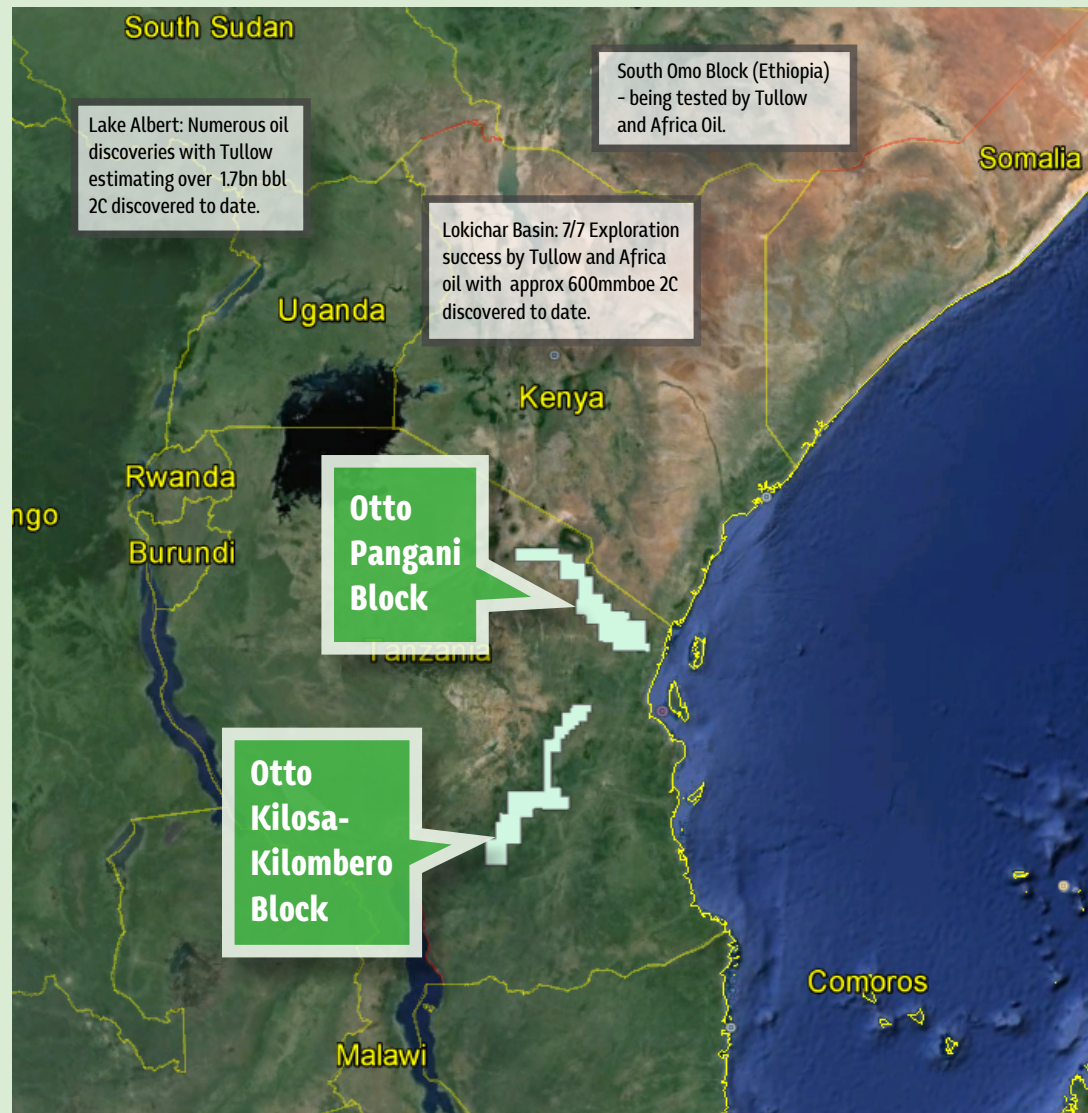 South Sudan
South Omo Block (Ethiopia)
- being tested by Tullow
and Africa Oil.
Lake Albert: Numerous oil
discoveries with Tullow
estimating over 1.7bn bbl
2C discovered to date.
Somalia
Lokichar Basin: 7/7 Exploration
success by Tullow and Africa
oil with approx 600mmboe 2C
discovered to date.
Uganda
Kenya
Rwanda
ngo
Burundi
Otto
Pangani
Block
Tanzania
Otto
Kilosa-
Kilombero
Block
Comoros
Malawi